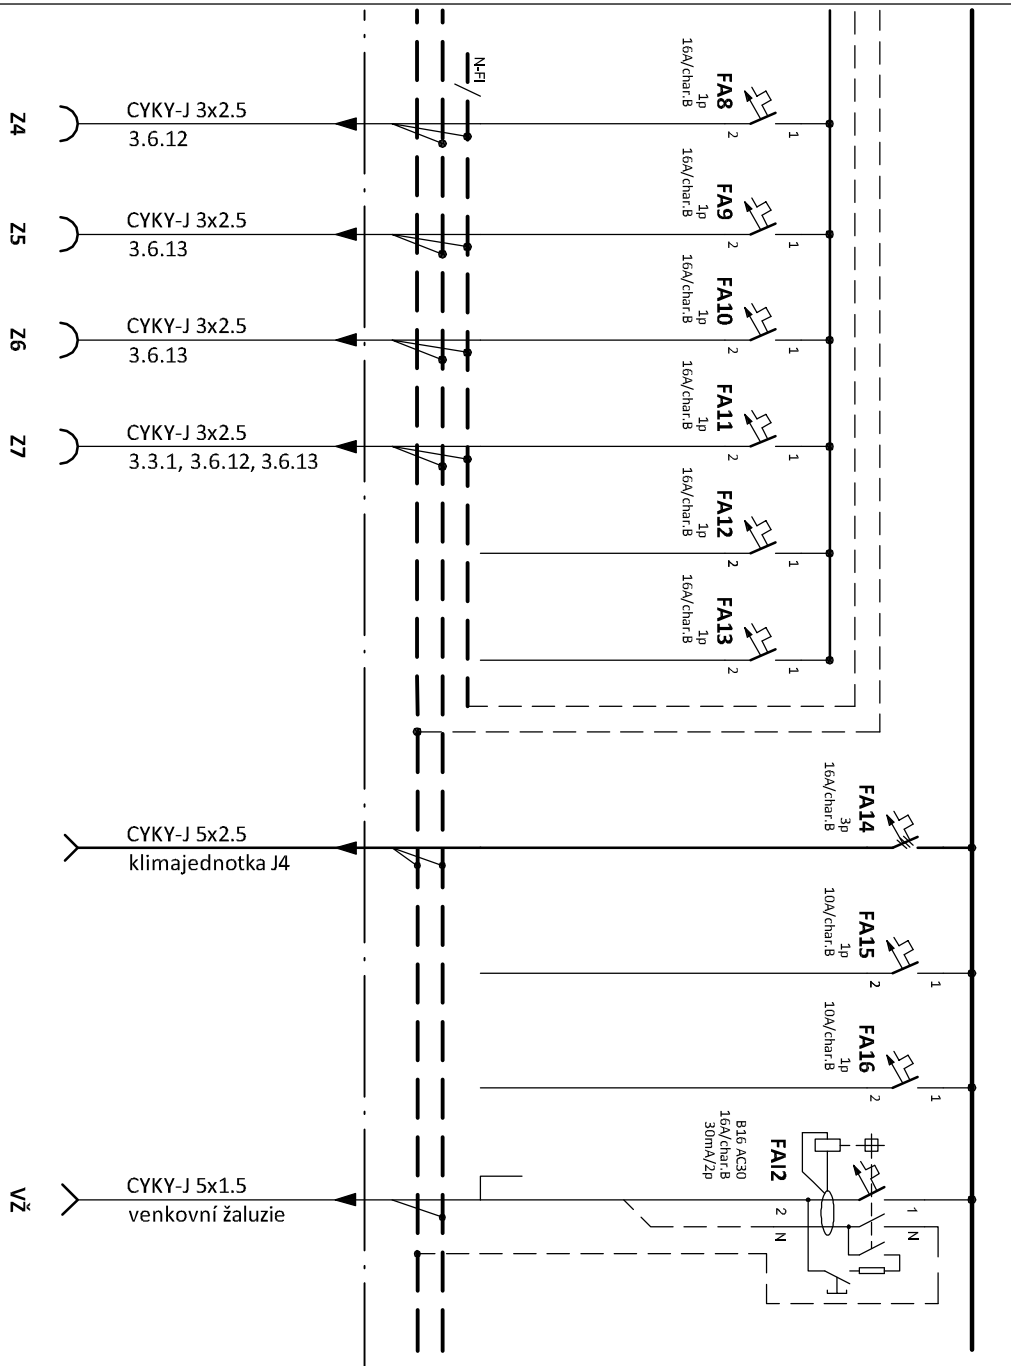 N-FI
FA8
1p
16A/char.B
1
2
CYKY-J 3x2.5
3.6.12
Z4
FA9
1p
16A/char.B
1
2
CYKY-J 3x2.5
3.6.13
Z5
FA10
1p
16A/char.B
1
2
CYKY-J 3x2.5
3.6.13
Z6
FA11
1p
16A/char.B
1
2
CYKY-J 3x2.5
3.3.1, 3.6.12, 3.6.13
Z7
FA12
1p
16A/char.B
1
2
FA13
1p
16A/char.B
1
2
FA14
3p
16A/char.B
CYKY-J 5x2.5
klimajednotka J4
FA15
1p
10A/char.B
1
2
FA16
1p
10A/char.B
1
2
FAI2
B16 AC30
16A/char.B
30mA/2p
1
N
2
N
CYKY-J 5x1.5
venkovní žaluzie
VŽ